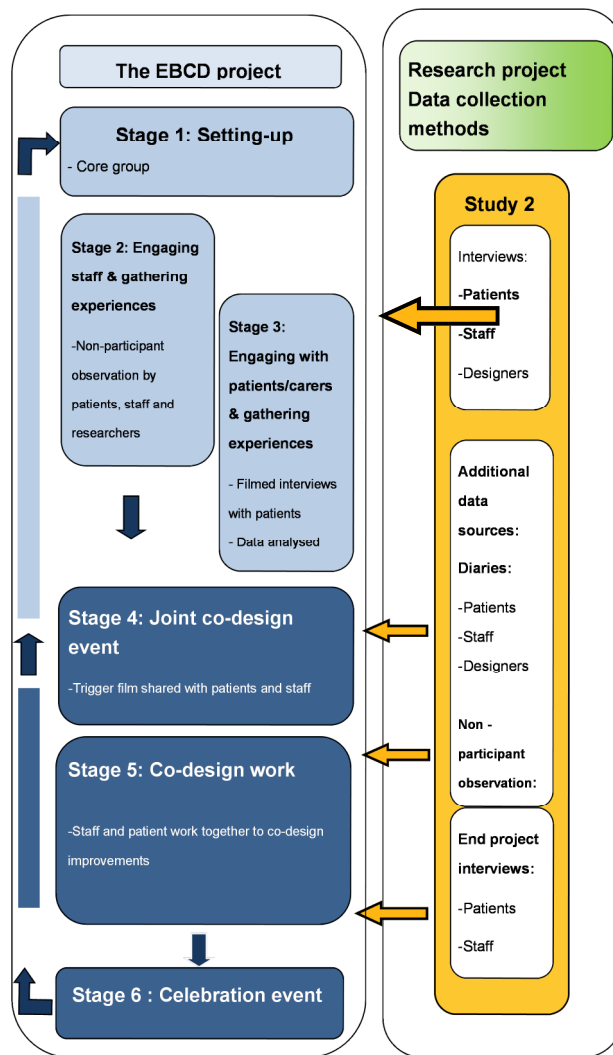 The EBCD project
Stage 1: Setting-up
- Core group
Stage 2: Engaging
staff & gathering
experiences
-Non-participant
observation by
patients, staff and
researchers
Stage 3:
Engaging with
patients/carers
& gathering
experiences
- Filmed interviews
with patients
- Data analysed
Stage 4: Joint co-design
event
-Trigger film shared with patients and staff
Stage 5: Co-design work
-Staff and patient work together to co-design
improvements
Stage 6 : Celebration event
Research project
Data collection
methods
Study 2
Interviews:
-Patients
-Staff
-Designers
Additional
data
sources:
Diaries:
-Patients
-Staff
-Designers
Non -
participant
observation:
End project
interviews:
-Patients
-Staff